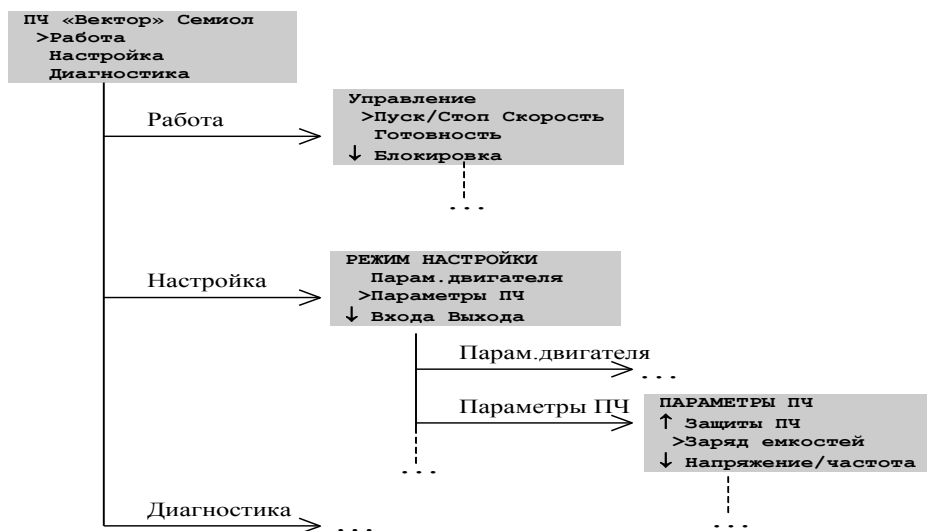 ПЧ «Вектор» Семиол
>Работа
Настройка
Диагностика
Работа
Управление
>Пуск/Стоп Скорость
Готовность
↓ Блокировка
...
Настройка
РЕЖИМ НАСТРОЙКИ
Парам.двигателя
>Параметры ПЧ
↓ Входа Выхода
Парам.двигателя
...
Параметры ПЧ
ПАРАМЕТРЫ ПЧ
↑ Защиты ПЧ
>Заряд емкостей
↓ Напряжение/частота
...
...
Диагностика
...